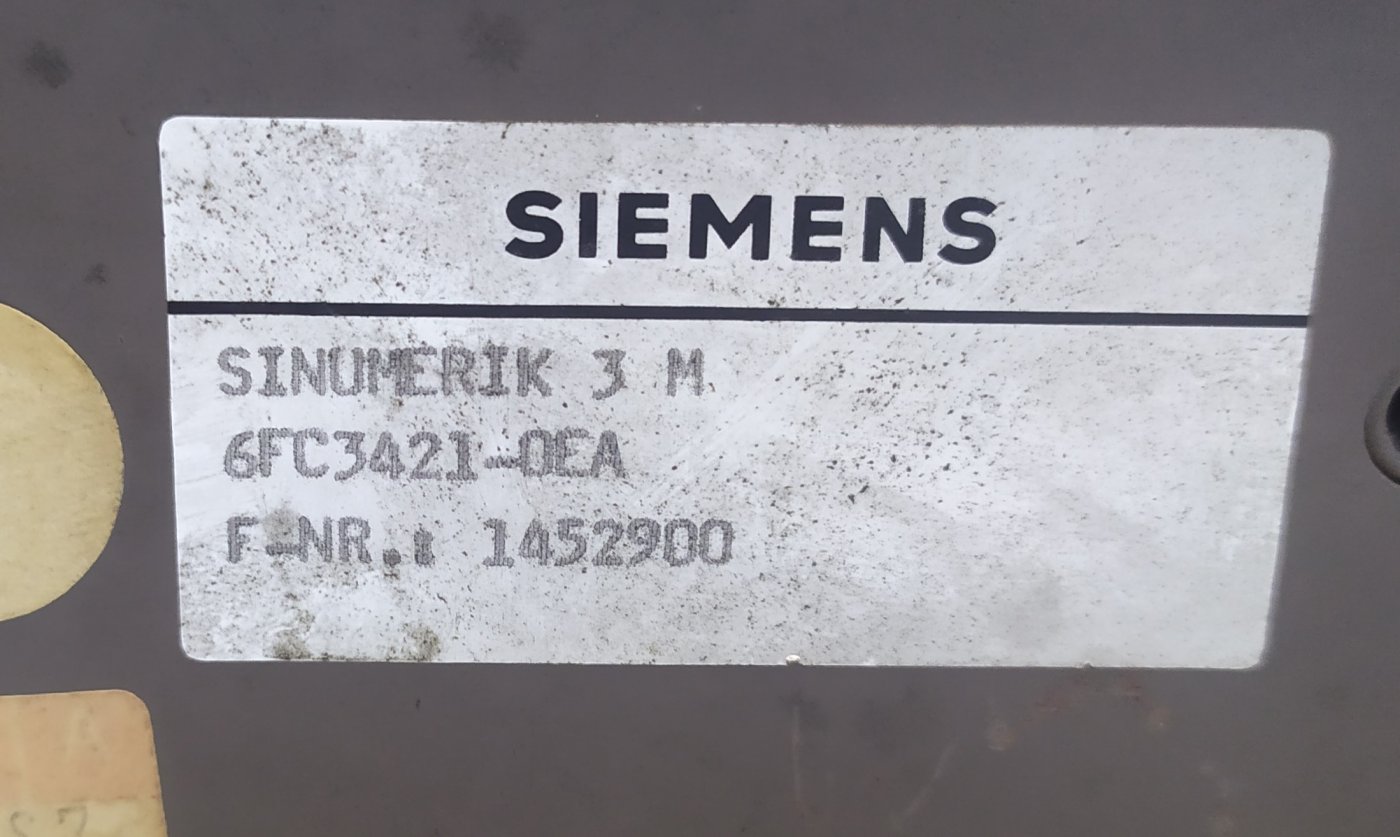 SIEMENS
SINUMERIK 3 M
6FC3421-0EA
F-NR.: 1452900